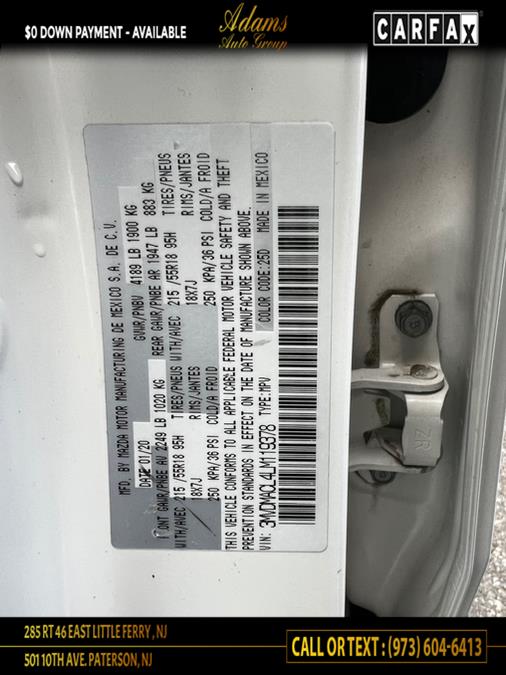 $0 DOWN PAYMENT - AVAILABLE
Adams
Auto Group
CARFAX
MFD. BY MAZDA MOTOR MANUFACTURING DE MEXICO S.A. DE C.V.
DATE 01/20 GVWR/PNBV 4189 LB 1900 KG
FRONT GAWR/PNBE AV 2249 LB 1020 KG REAR GAWR/PNBE AR 1947 LB 883 KG
WITH/AVEC 215 /55R18 95H TIRES/PNEUS WITH/AVEC 215 /55R18 95H TIRES/PNEUS
18X7J RIMS/JANTES 18X7J RIMS/JANTES
250 KPA/36 PSI COLD/A FROID 250 KPA/36 PSI COLD/A FROID
THIS VEHICLE CONFORMS TO ALL APPLICABLE FEDERAL MOTOR VEHICLE SAFETY AND THEFT
PREVENTION STANDARDS IN EFFECT ON THE DATE OF MANUFACTURE SHOWN ABOVE.
VIN: 3MVDMACL4LM119378 TYPE:MPV COLOR CODE:25D MADE IN MEXICO
8
ZR
285 RT 46 EAST LITTLE FERRY , NJ
501 10TH AVE. PATERSON, NJ
CALL OR TEXT : (973) 604-6413